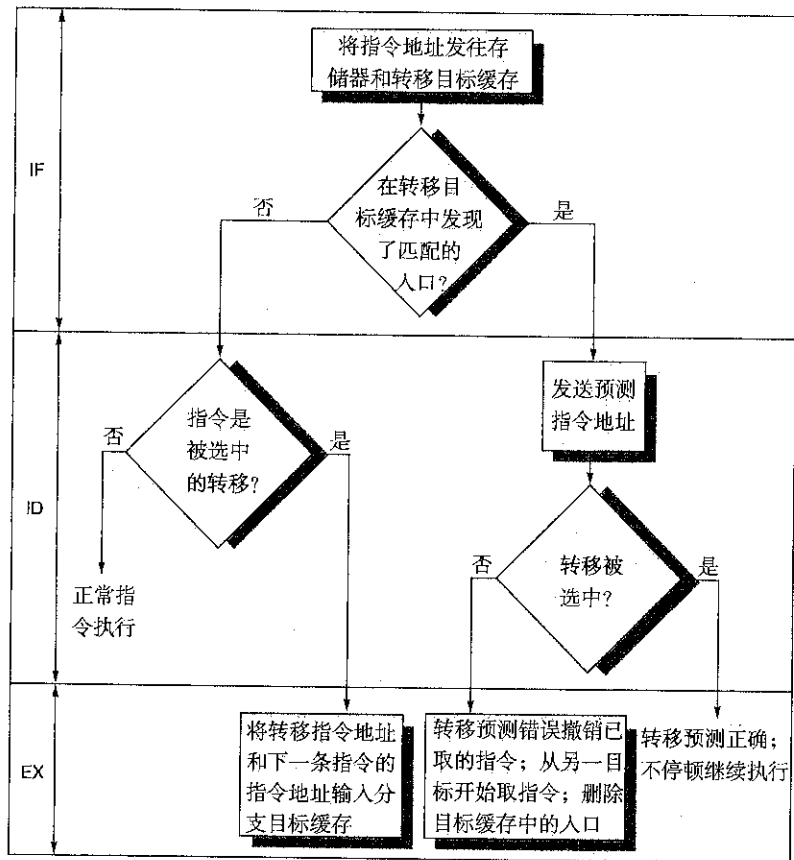 将指令地址发往存
储器和转移目标缓存
IF
在转移目
标缓存中发现
了匹配的
人口?
否
是
ID
指令是
被选中
的转移?
否
是
发送预测
指令地址
正常指
令执行
转移被
选中?
否
是
EX
将转移指令地址
和下一条指令的
指令地址输入分
支目标缓存
转移预测错误撤销已
取的指令；从另一目
标开始取指令；删除
目标缓存中的人口
转移预测正确；
不停顿继续执行